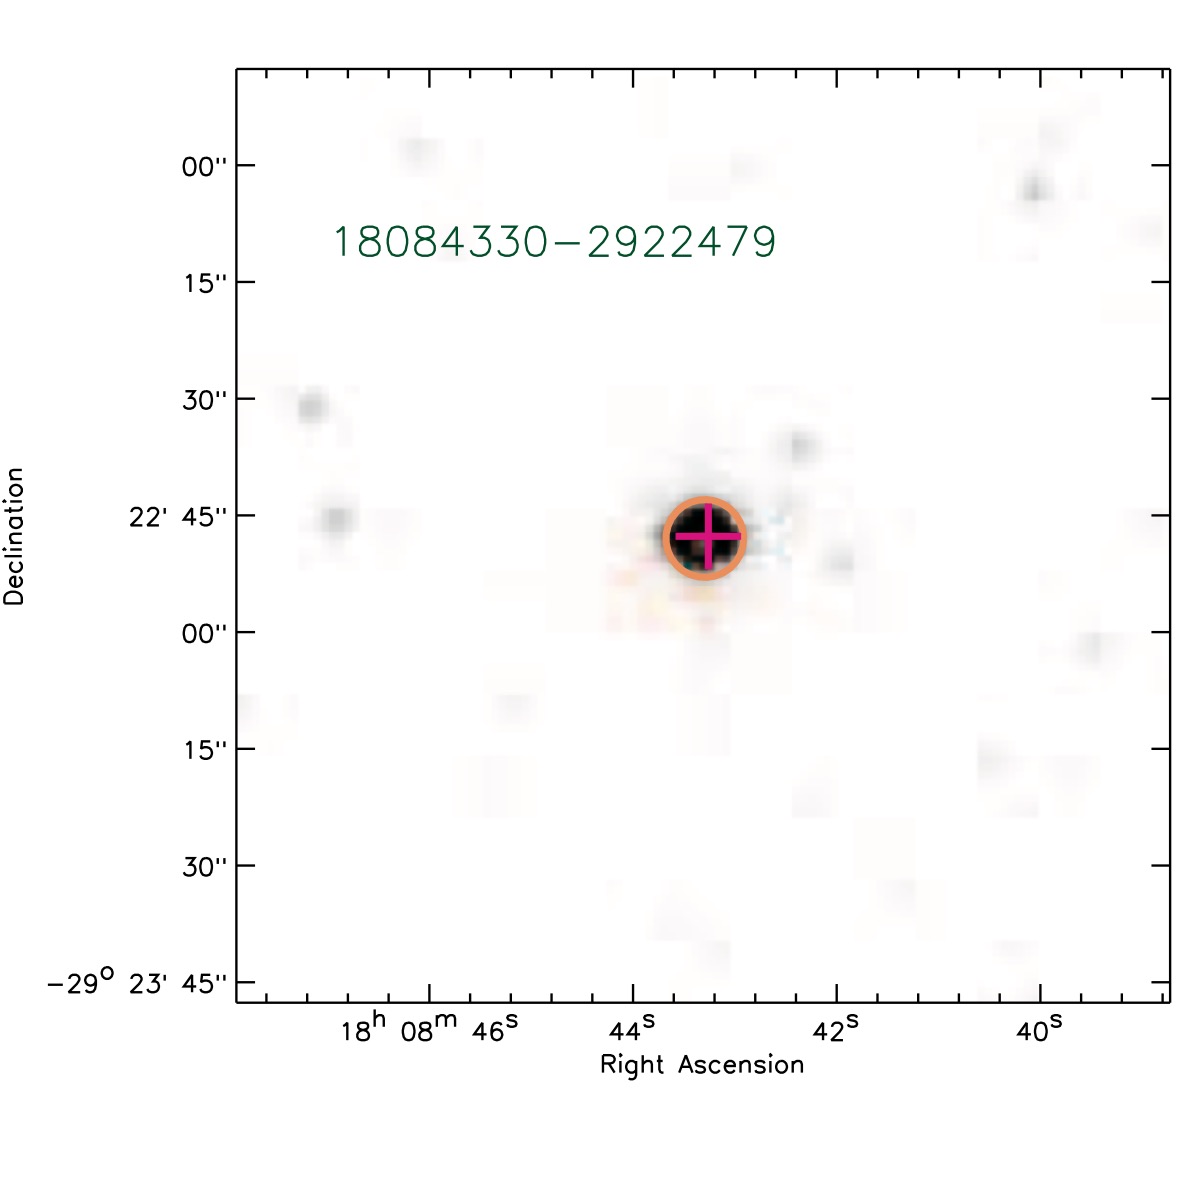 00"
18084330-2922479
15"
30"
22' 45"
00"
15"
30"
-29° 23' 45"
18h 08m 46s 44s 42s 40s
Right Ascension
Declination